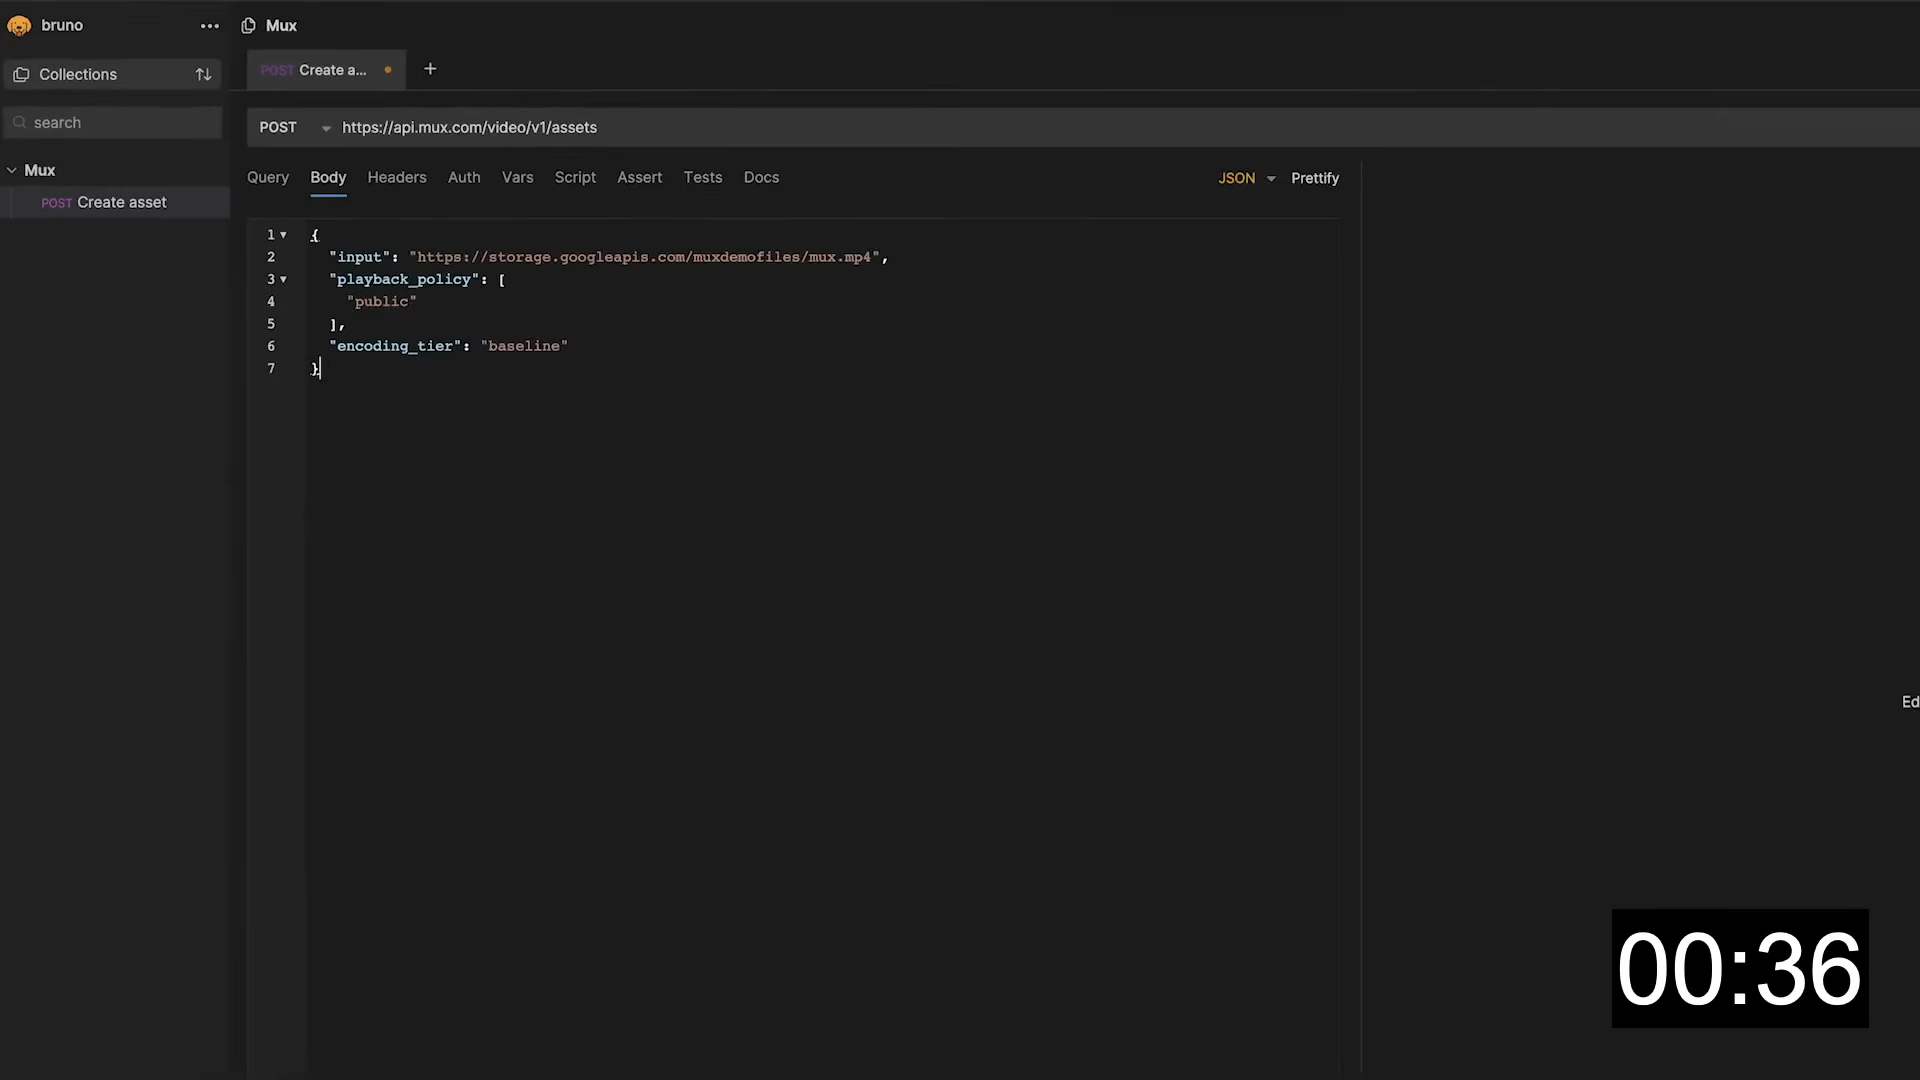 bruno
Mux
Collections
POST Create a...
search
POST https://api.mux.com/video/v1/assets
Mux
Query Body Headers Auth Vars Script Assert Tests Docs JSON Prettify
POST Create asset
1 {
2 "input": "https://storage.googleapis.com/muxdemofiles/mux.mp4",
3 "playback_policy": [
4 "public"
5 ],
6 "encoding_tier": "baseline"
7 }
Ed
00:36